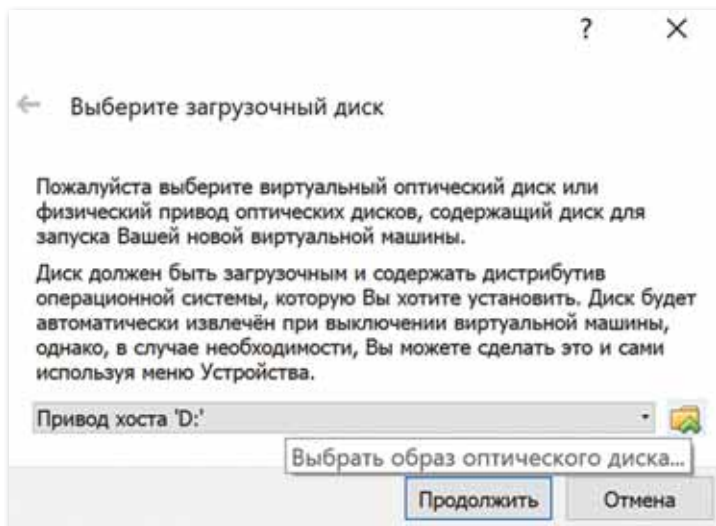 ?
Выберите загрузочный диск
Пожалуйста выберите виртуальный оптический диск или
физический привод оптических дисков, содержащий диск для
запуска Вашей новой виртуальной машины.
Диск должен быть загрузочным и содержать дистрибутив
операционной системы, которую Вы хотите установить. Диск будет
автоматически извлечён при выключении виртуальной машины,
однако, в случае необходимости, Вы можете сделать это и сами
используя меню Устройства.
Привод хоста 'D:'
Выбрать образ оптического диска...
Продолжить Отмена